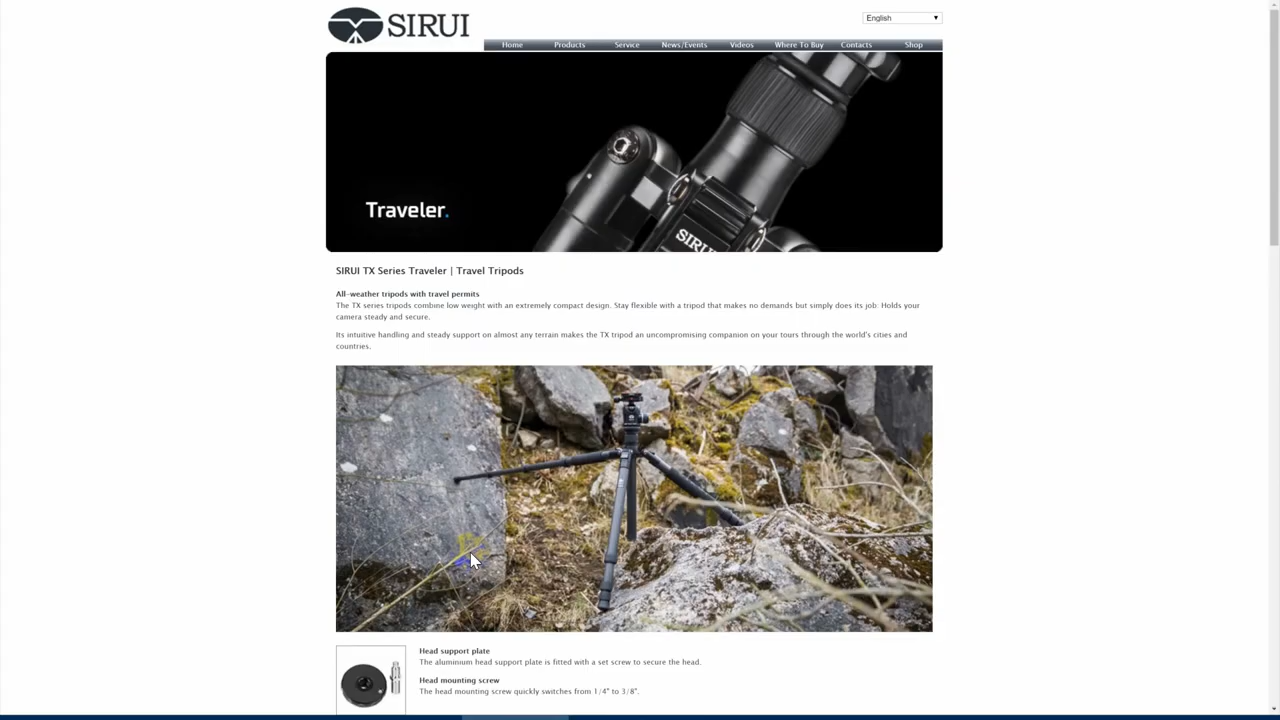 SIRUI
English
Home Products Service News/Events Videos Where To Buy Contacts Shop
Traveler.
SIRUI
SIRUI TX Series Traveler | Travel Tripods
All-weather tripods with travel permits
The TX series tripods combine low weight with an extremely compact design. Stay flexible with a tripod that makes no demands but simply does its job: Holds your
camera steady and secure.
Its intuitive handling and steady support on almost any terrain makes the TX tripod an uncompromising companion on your tours through the world's cities and
countries.
Head support plate
The aluminium head support plate is fitted with a set screw to secure the head.
Head mounting screw
The head mounting screw quickly switches from 1/4" to 3/8".